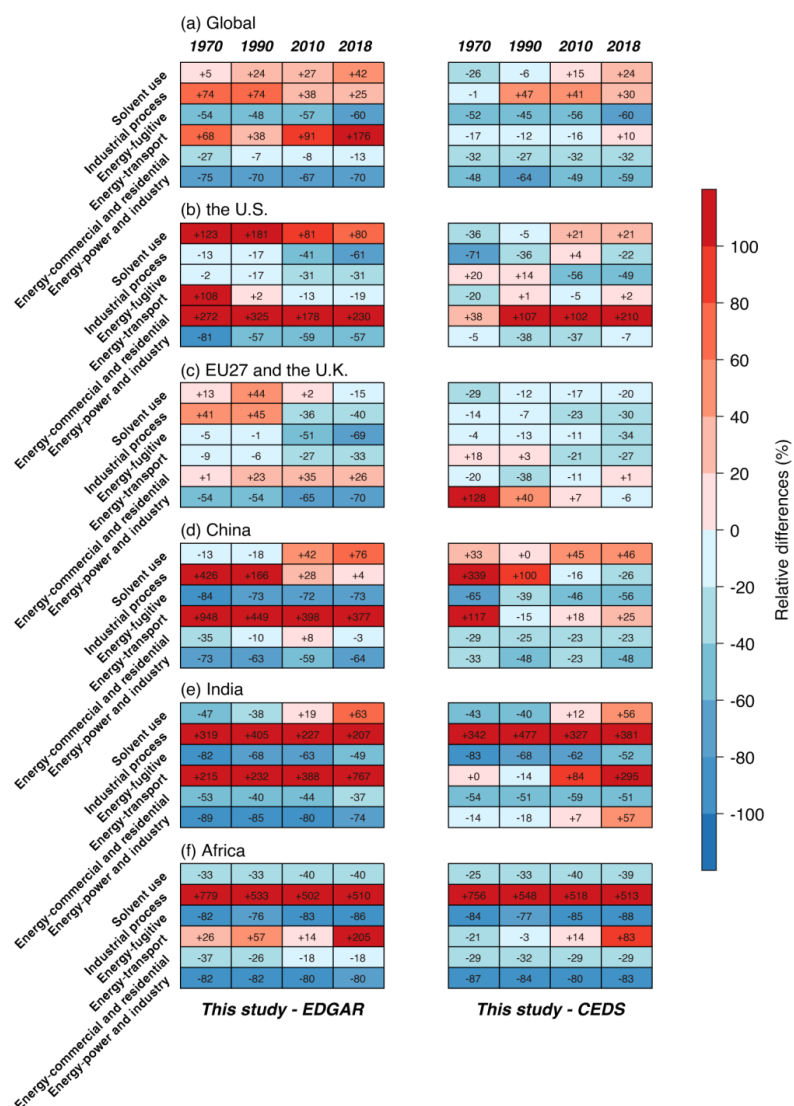 (a) Global
1970 1990 2010 2018
1970 1990 2010 2018
Solvent use +5 +24 +27 +42 -26 -6 +15 +24
Industrial process +74 +74 +38 +25 -1 +47 +41 +30
Energy-fugitive -54 -48 -57 -60 -52 -45 -56 -60
Energy-transport +68 +38 +91 +176 -17 -12 -16 +10
Energy-commercial and residential -27 -7 -8 -13 -32 -27 -32 -32
Energy-power and industry -75 -70 -67 -70 -48 -64 -49 -59
(b) the U.S.
Solvent use +123 +181 +81 +80 -36 -5 +21 +21
Industrial process -13 -17 -41 -61 -71 -36 +4 -22
Energy-fugitive -2 -17 -31 -31 +20 +14 -56 -49
Energy-transport +108 +2 -13 -19 -20 +1 -5 +2
Energy-commercial and residential +272 +325 +178 +230 +38 +107 +102 +210
Energy-power and industry -81 -57 -59 -57 -5 -38 -37 -7
(c) EU27 and the U.K.
Solvent use +13 +44 +2 -15 -29 -12 -17 -20
Industrial process +41 +45 -36 -40 -14 -7 -23 -30
Energy-fugitive -5 -1 -51 -69 -4 -13 -11 -34
Energy-transport -9 -6 -27 -33 +18 +3 -21 -27
Energy-commercial and residential +1 +23 +35 +26 -20 -38 -11 +1
Energy-power and industry -54 -54 -65 -70 +128 +40 +7 -6
(d) China
Solvent use -13 -18 +42 +76 +33 +0 +45 +46
Industrial process +426 +166 +28 +4 +339 +100 -16 -26
Energy-fugitive -84 -73 -72 -73 -65 -39 -46 -56
Energy-transport +948 +449 +398 +377 +117 -15 +18 +25
Energy-commercial and residential -35 -10 +8 -3 -29 -25 -23 -23
Energy-power and industry -73 -63 -59 -64 -33 -48 -23 -48
(e) India
Solvent use -47 -38 +19 +63 -43 -40 +12 +56
Industrial process +319 +405 +227 +207 +342 +477 +327 +381
Energy-fugitive -82 -68 -63 -49 -83 -68 -62 -52
Energy-transport +215 +232 +388 +767 +0 -14 +84 +295
Energy-commercial and residential -53 -40 -44 -37 -54 -51 -59 -51
Energy-power and industry -89 -85 -80 -74 -14 -18 +7 +57
(f) Africa
Solvent use -33 -33 -40 -40 -25 -33 -40 -39
Industrial process +779 +533 +502 +510 +756 +548 +518 +513
Energy-fugitive -82 -76 -83 -86 -84 -77 -85 -88
Energy-transport +26 +57 +14 +205 -21 -3 +14 +83
Energy-commercial and residential -37 -26 -18 -18 -29 -32 -29 -29
Energy-power and industry -82 -82 -80 -80 -87 -84 -80 -83
This study - EDGAR
This study - CEDS
100
80
60
40
20
0
-20
-40
-60
-80
-100
Relative differences (%)